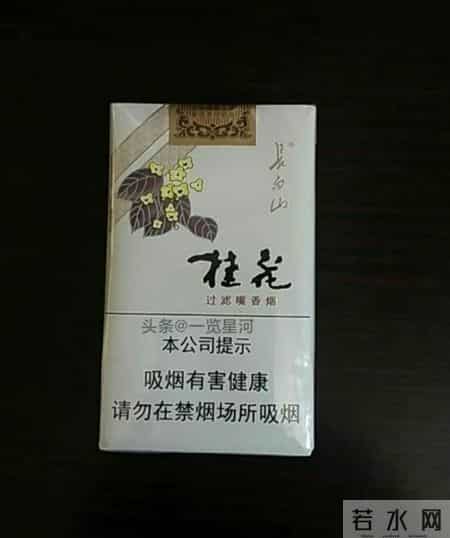 长白山
桂花
过滤嘴香烟
头条@一览星河
本公司提示
吸烟有害健康
请勿在禁烟场所吸烟
若水网